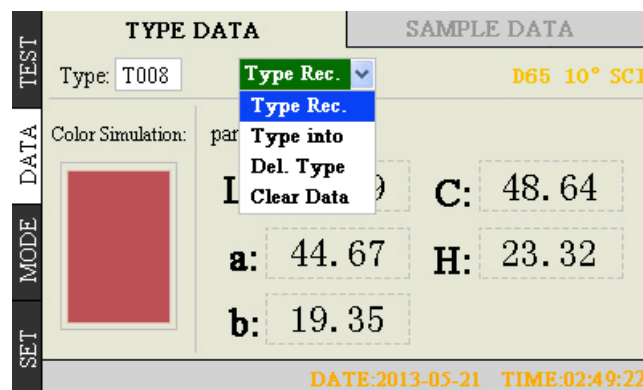 TYPE DATA
SAMPLE DATA
TEST
DATA
MODE
SET
Type: T008
Type Rec.
D65 10° SCI
Type Rec.
Type into
Del. Type
Clear Data
Color Simulation:
C: 48.64
a: 44.67
H: 23.32
b: 19.35
DATE:2013-05-21 TIME:02:49:22